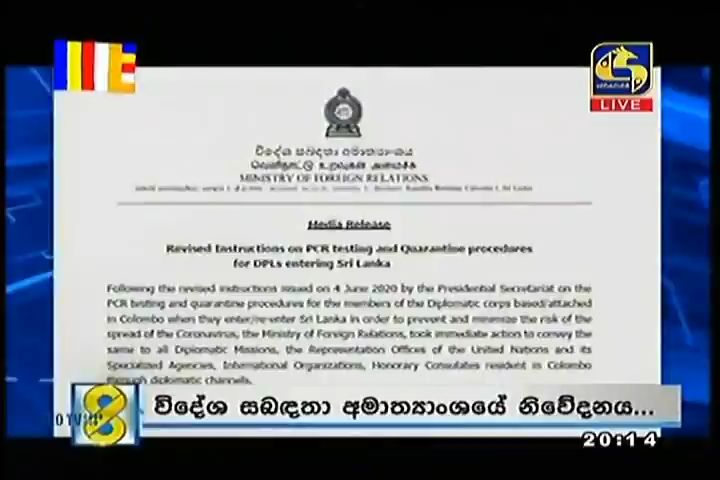 LIVE
විදේශ සබඳතා අමාත්‍යාංශය
MINISTRY OF FOREIGN RELATIONS
Media Release
Revised Instructions on PCR testing and Quarantine procedures
for DPLs entering Sri Lanka
Following the revised instructions issued on 4 June 2020 by the Presidential Secretariat on the
PCR testing and quarantine procedures for the members of the Diplomatic corps based/attached
in Colombo when they enter/re-enter Sri Lanka in order to prevent and minimize the risk of the
spread of the Coronavirus, the Ministry of Foreign Relations, took immediate action to convey the
same to all Diplomatic Missions, the Representation Offices of the United Nations and its
Specialized Agencies, International Organizations, Honorary Consulates resident in Colombo
through diplomatic channels.
8
විදේශ සබඳතා අමාත්‍යාංශයේ නිවේදනය...
20:14